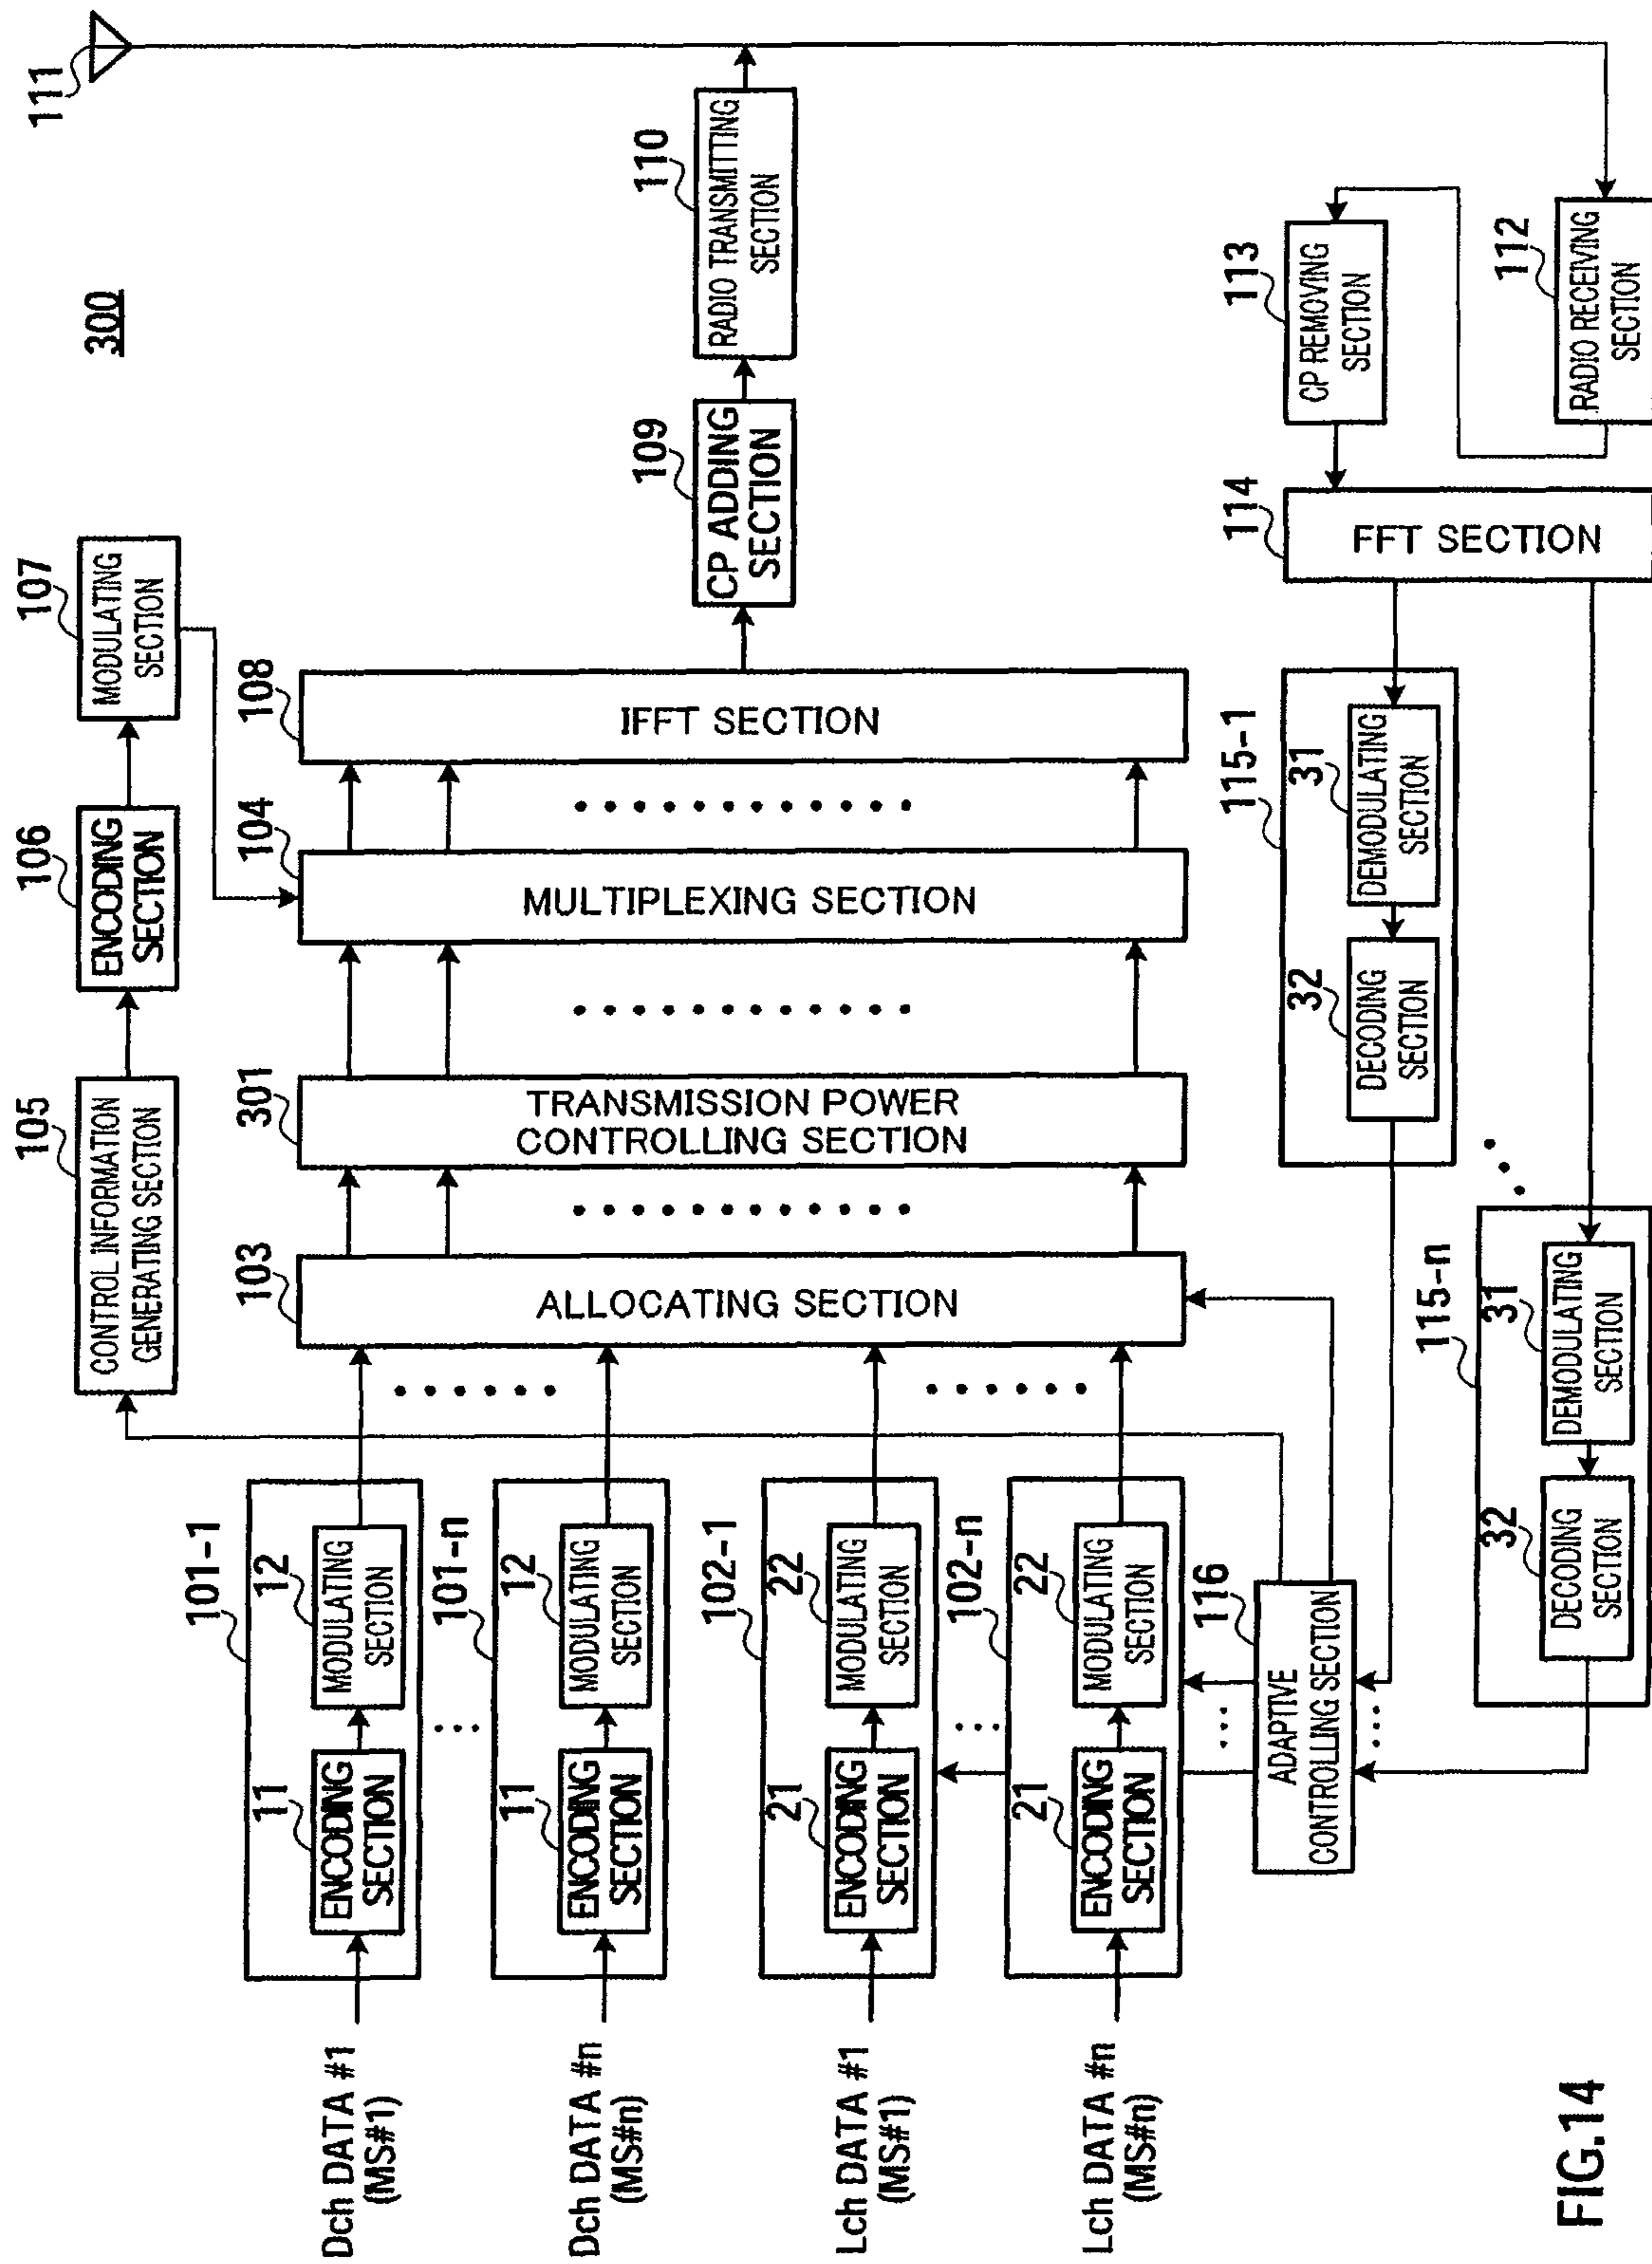 300
111
105
CONTROL INFORMATION
GENERATING SECTION
106
ENCODING
SECTION
107
MODULATING
SECTION
101-1
Dch DATA #1
(MS#1)
11
ENCODING
SECTION
12
MODULATING
SECTION
101-n
Dch DATA #n
(MS#n)
11
ENCODING
SECTION
12
MODULATING
SECTION
102-1
Lch DATA #1
(MS#1)
21
ENCODING
SECTION
22
MODULATING
SECTION
102-n
Lch DATA #n
(MS#n)
21
ENCODING
SECTION
22
MODULATING
SECTION
103
ALLOCATING SECTION
301
TRANSMISSION POWER
CONTROLLING SECTION
104
MULTIPLEXING SECTION
108
IFFT SECTION
109
CP ADDING
SECTION
110
RADIO TRANSMITTING
SECTION
116
ADAPTIVE
CONTROLLING SECTION
115-1
32
DECODING
SECTION
31
DEMODULATING
SECTION
115-n
32
DECODING
SECTION
31
DEMODULATING
SECTION
114
FFT SECTION
113
CP REMOVING
SECTION
112
RADIO RECEIVING
SECTION
FIG.14